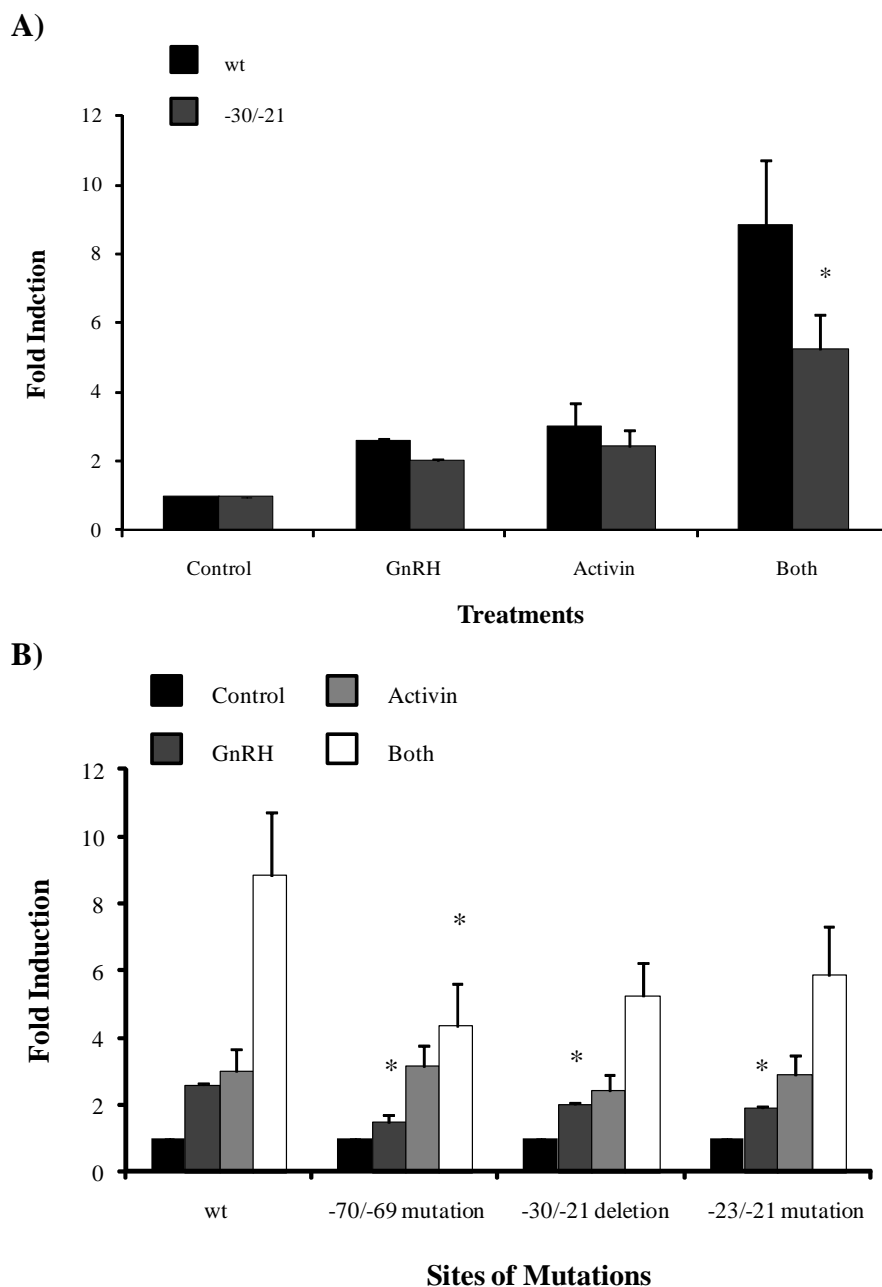 A)
wt
-30/-21
12
10
8
6
4
2
0
Fold Indction
*
Control GnRH Activin Both
Treatments
B)
Control Activin
GnRH Both
12
10
8
6
4
2
0
Fold Induction
*
* * *
wt -70/-69 mutation -30/-21 deletion -23/-21 mutation
Sites of Mutations